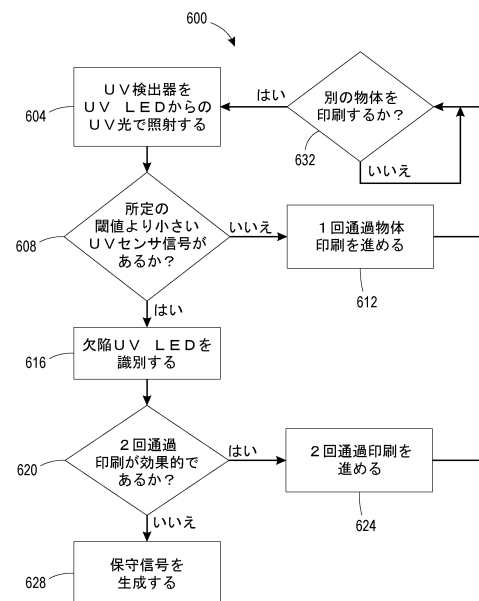 600
UV検出器を
UV LEDからの
UV光で照射する
604
はい
別の物体を
印刷するか?
632
いいえ
所定の
閾値より小さい
UVセンサ信号が
あるか?
608
いいえ
1回通過物体
印刷を進める
612
はい
欠陥UV LEDを
識別する
616
2回通過
印刷が効果的で
あるか?
620
はい
2回通過印刷を
進める
624
いいえ
保守信号を
生成する
628